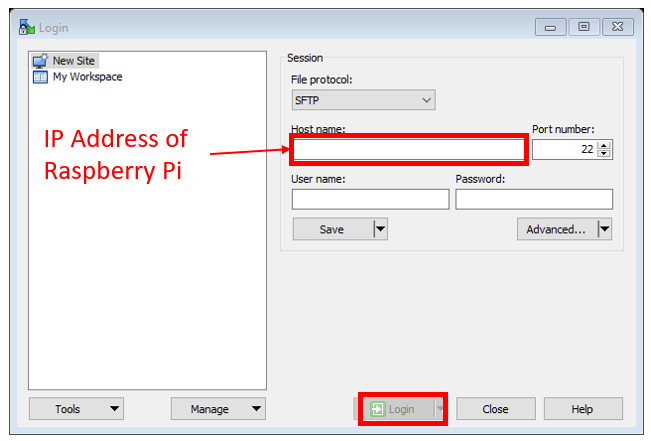 Login
New Site
My Workspace
IP Address of
Raspberry Pi
Session
File protocol:
SFTP
Host name:
Port number:
22
User name:
Password:
Save
Advanced...
Tools
Manage
Login
Close
Help